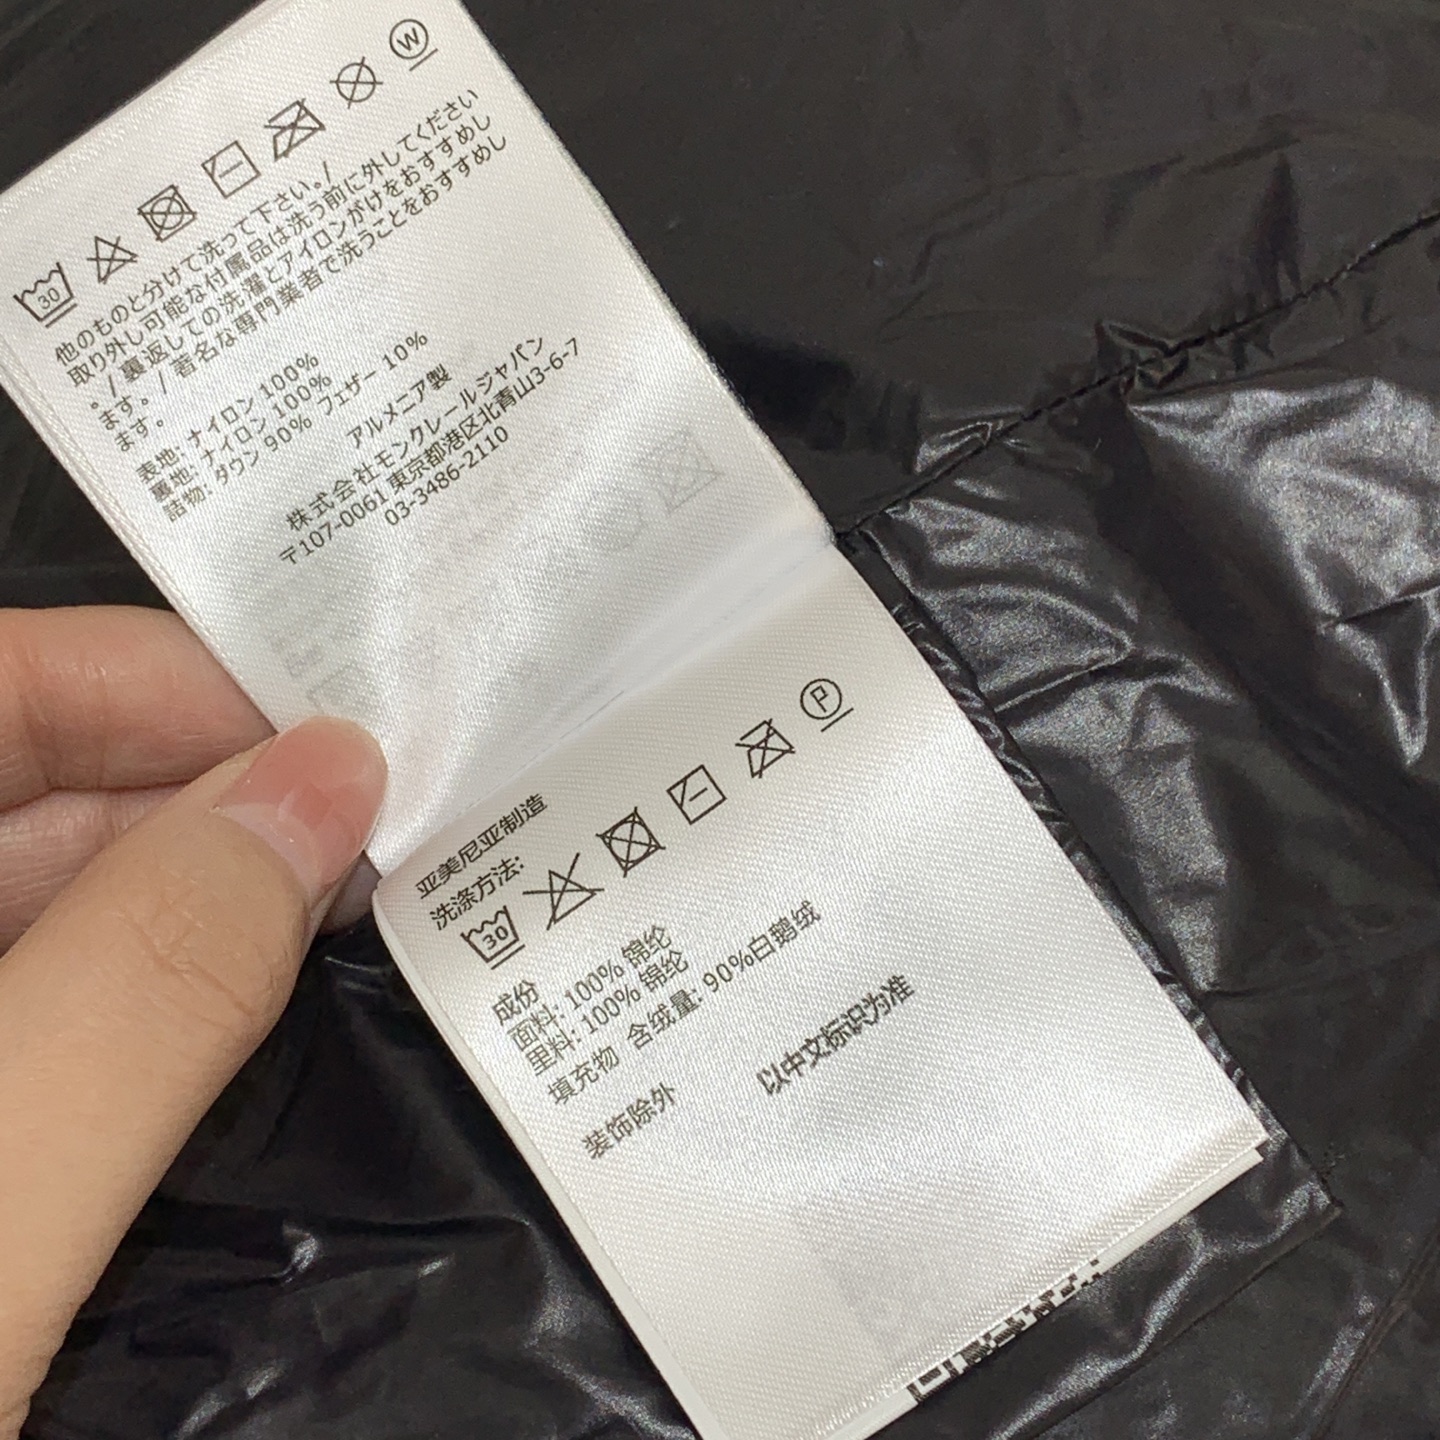 W
30
他のものと分けて洗って下さい。/
取り外し可能な付属品は洗う前に外してください
。/ 裏返しての洗濯とアイロンがけをおすすめし
ます。/ 著名な専門業者で洗うことをおすすめし
ます。
表地: ナイロン 100%
裏地: ナイロン 100%
詰物: ダウン 90% フェザー 10%
アルメニア製
株式会社モンクレールジャパン
〒107-0061 東京都港区北青山3-6-7
03-3486-2110
亚美尼亚制造
洗涤方法:
P
30
成份
面料: 100% 锦纶
里料: 100% 锦纶
填充物 含绒量: 90%白鹅绒
装饰除外
以中文标识为准